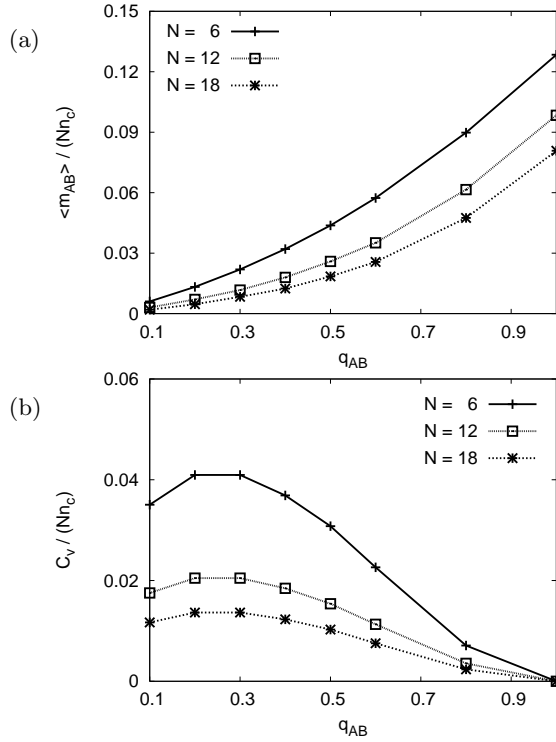 (a)
<m_AB> / (Nn_c)
0.15
0.12
0.09
0.06
0.03
0
N = 6
N = 12
N = 18
0.1 0.3 0.5 0.7 0.9
q_AB
(b)
C_v / (Nn_c)
0.06
0.04
0.02
0
N = 6
N = 12
N = 18
0.1 0.3 0.5 0.7 0.9
q_AB